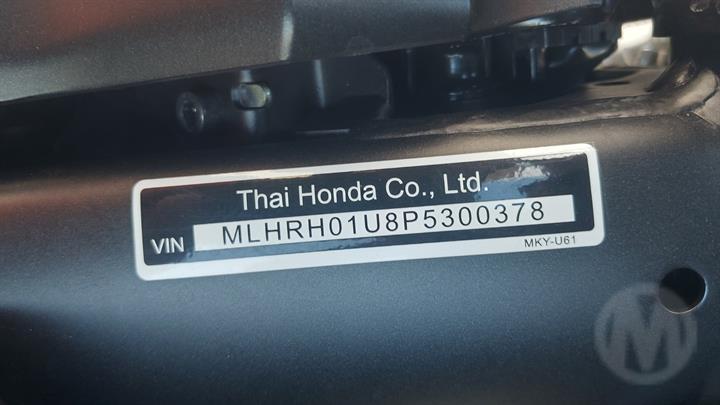 Thai Honda Co., Ltd.
VIN MLHRH01U8P5300378
MKY-U61
M